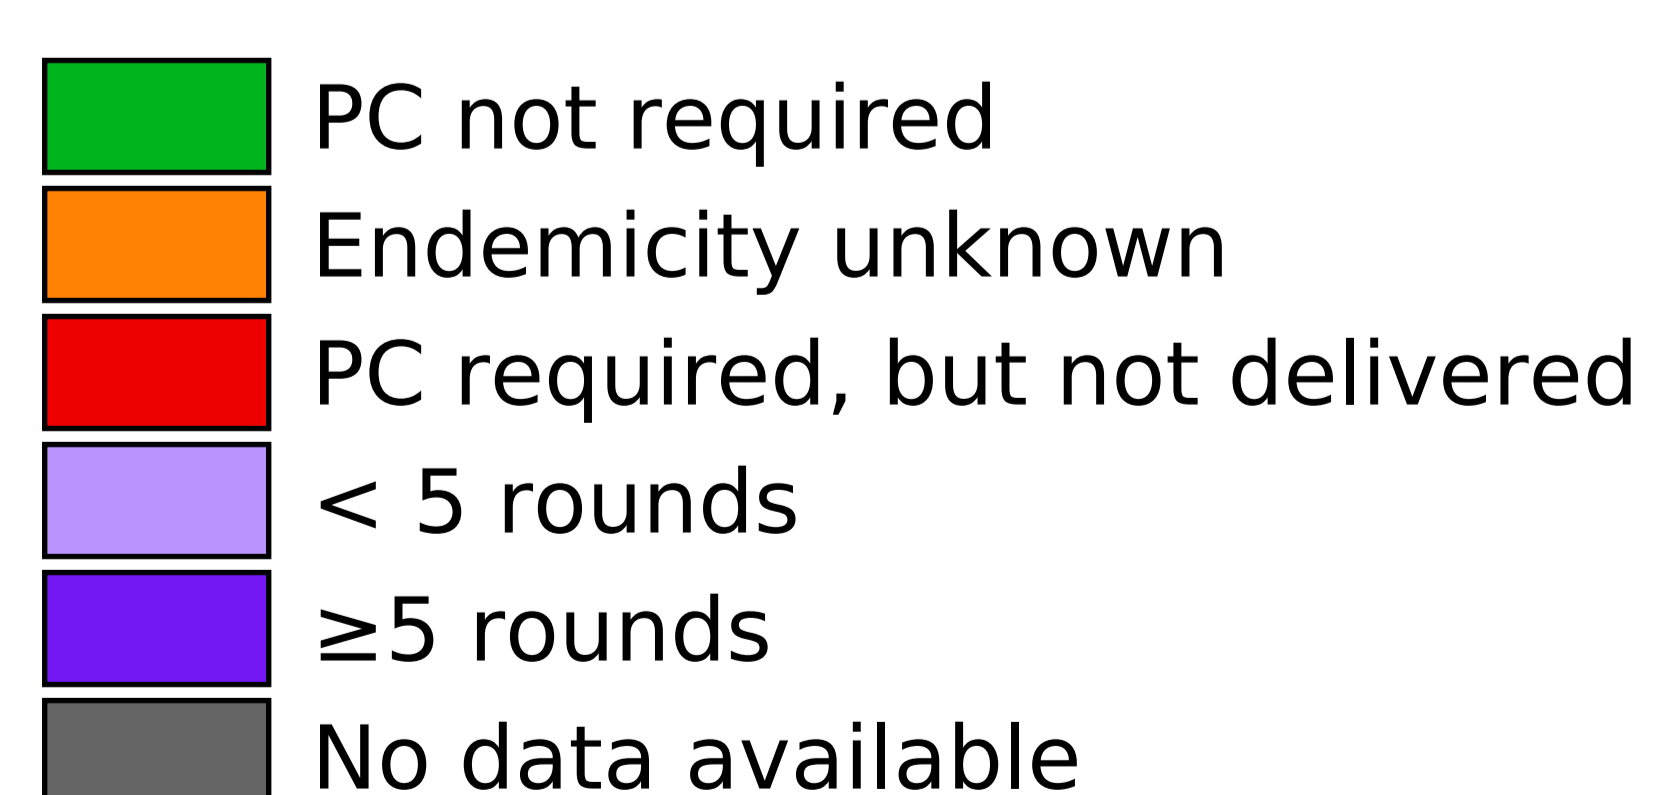 PC not required
Endemicity unknown
PC required, but not delivered
< 5 rounds
≥5 rounds
No data available